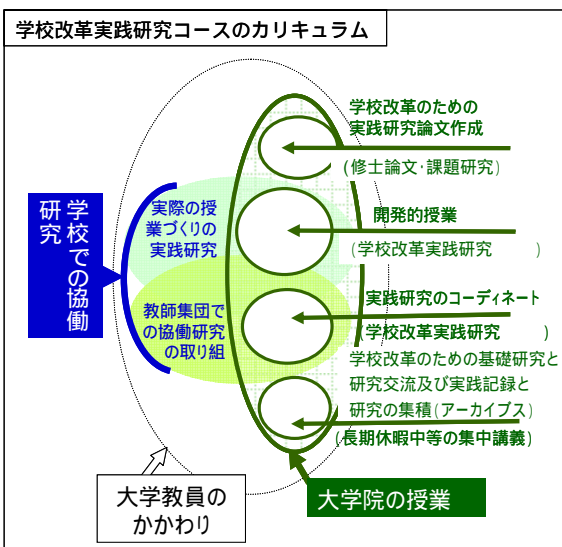 学校改革実践研究コースのカリキュラム
学校改革のための
実践研究論文作成
(修士論文・課題研究)
開発的授業
(学校改革実践研究　　)
実践研究のコーディネート
(学校改革実践研究　　)
学校改革のための基礎研究と
研究交流及び実践記録と
研究の集積(アーカイブス)
(長期休暇中等の集中講義)
学校での協働
研究
実際の授
業づくりの
実践研究
教師集団で
の協働研究
の取り組
大学教員の
かかわり
大学院の授業